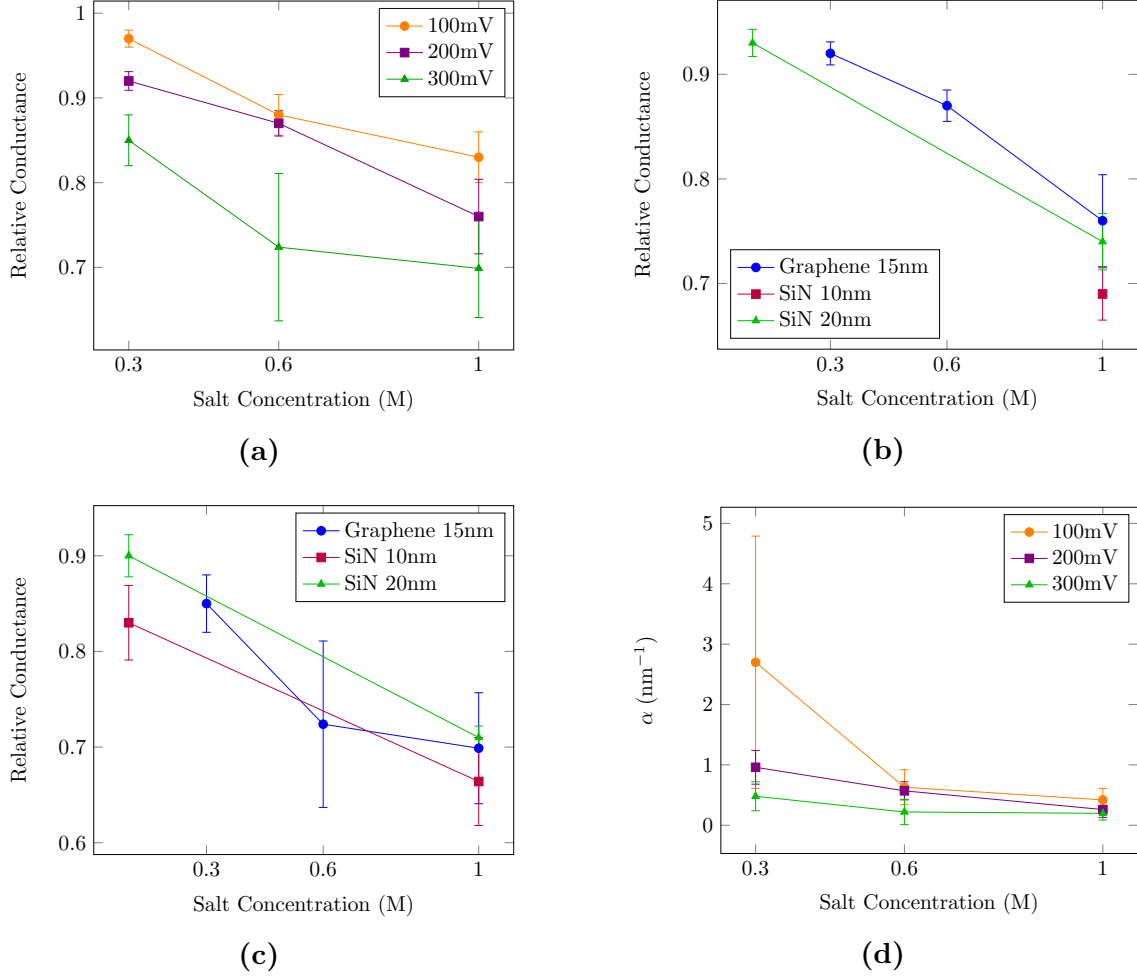 1
0.9
0.8
0.7
Relative Conductance
100mV
200mV
300mV
0.3
0.6
1
Salt Concentration (M)
(a)
0.9
0.8
0.7
Relative Conductance
Graphene 15nm
SiN 10nm
SiN 20nm
0.3
0.6
1
Salt Concentration (M)
(b)
0.9
0.8
0.7
0.6
Relative Conductance
Graphene 15nm
SiN 10nm
SiN 20nm
0.3
0.6
1
Salt Concentration (M)
(c)
5
4
3
2
1
0
α (nm⁻¹)
100mV
200mV
300mV
0.3
0.6
1
Salt Concentration (M)
(d)